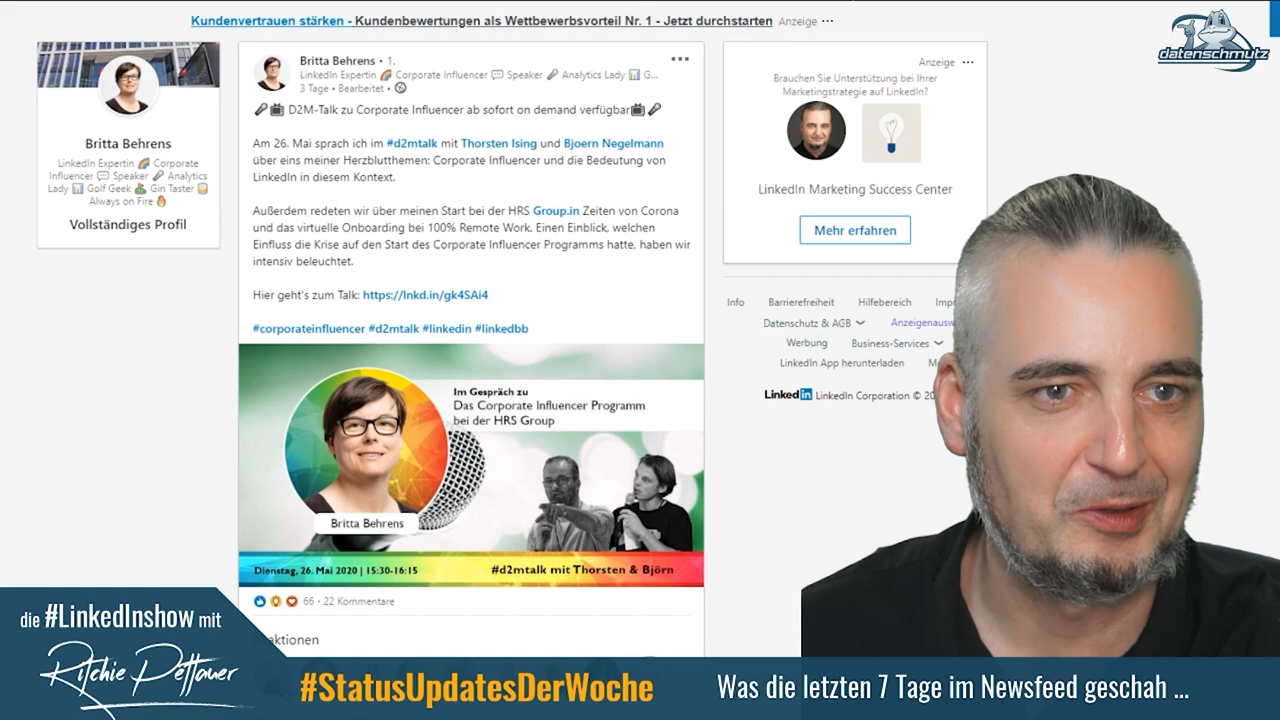 Kundenvertrauen stärken - Kundenbewertungen als Wettbewerbsvorteil Nr. 1 - Jetzt durchstarten Anzeige ...
datenschmutz
Britta Behrens
LinkedIn Expertin 🌈 Corporate
Influencer 💬 Speaker 🎤 Analytics
Lady 📊 Golf Geek ⛳ Gin Taster 🥃
Always on Fire 🔥
Vollständiges Profil
Britta Behrens • 1.
LinkedIn Expertin 🌈 Corporate Influencer 💬 Speaker 🎤 Analytics Lady 📊 G...
3 Tage • Bearbeitet •
🎤📺 D2M-Talk zu Corporate Influencer ab sofort on demand verfügbar📺🎤
Am 26. Mai sprach ich im #d2mtalk mit Thorsten Ising und Bjoern Negelmann
über eins meiner Herzblutthemen: Corporate Influencer und die Bedeutung von
LinkedIn in diesem Kontext.
Außerdem redeten wir über meinen Start bei der HRS Group.in Zeiten von Corona
und das virtuelle Onboarding bei 100% Remote Work. Einen Einblick, welchen
Einfluss die Krise auf den Start des Corporate Influencer Programms hatte, haben wir
intensiv beleuchtet.
Hier geht's zum Talk: https://lnkd.in/gk4SAi4
#corporateinfluencer #d2mtalk #linkedin #linkedbb
Im Gespräch zu
Das Corporate Influencer Programm
bei der HRS Group
Britta Behrens
Dienstag, 26. Mai 2020 | 15:30-16:15
#d2mtalk mit Thorsten & Björn
66 • 22 Kommentare
aktionen
Anzeige ...
Brauchen Sie Unterstützung bei Ihrer
Marketingstrategie auf LinkedIn?
LinkedIn Marketing Success Center
Mehr erfahren
Info Barrierefreiheit Hilfebereich Imp
Datenschutz & AGB Anzeigenausw
Werbung Business-Services
LinkedIn App herunterladen M
LinkedIn LinkedIn Corporation © 20
die #LinkedInshow mit
Ritchie Pettauer
#StatusUpdatesDerWoche
Was die letzten 7 Tage im Newsfeed geschah ...